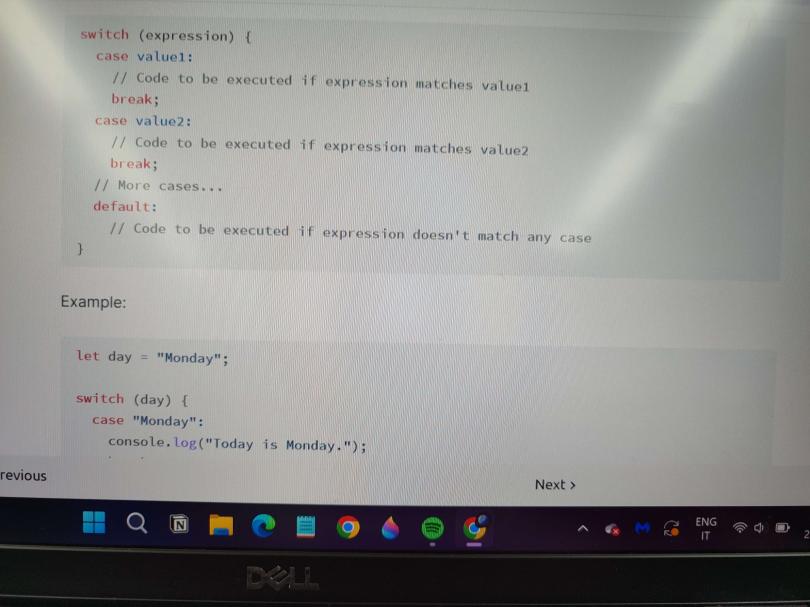 switch (expression) {
case value1:
// Code to be executed if expression matches value1
break;
case value2:
// Code to be executed if expression matches value2
break;
// More cases...
default:
// Code to be executed if expression doesn't match any case
}
Example:
let day = "Monday";
switch (day) {
case "Monday":
console.log("Today is Monday.");
revious
Next >
ENG
IT
DELL